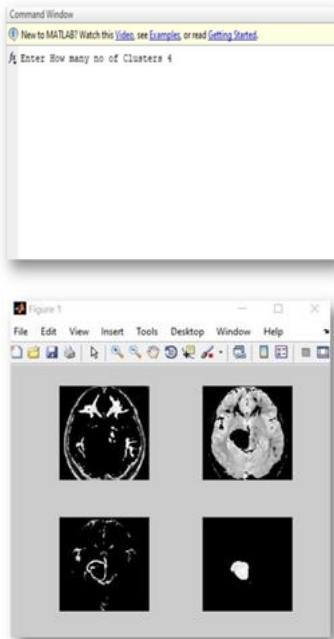 Command Window
New to MATLAB? Watch this Video, see Examples, or read Getting Started.
fx Enter How many no of Clusters 4
Figure 1
File Edit View Insert Tools Desktop Window Help